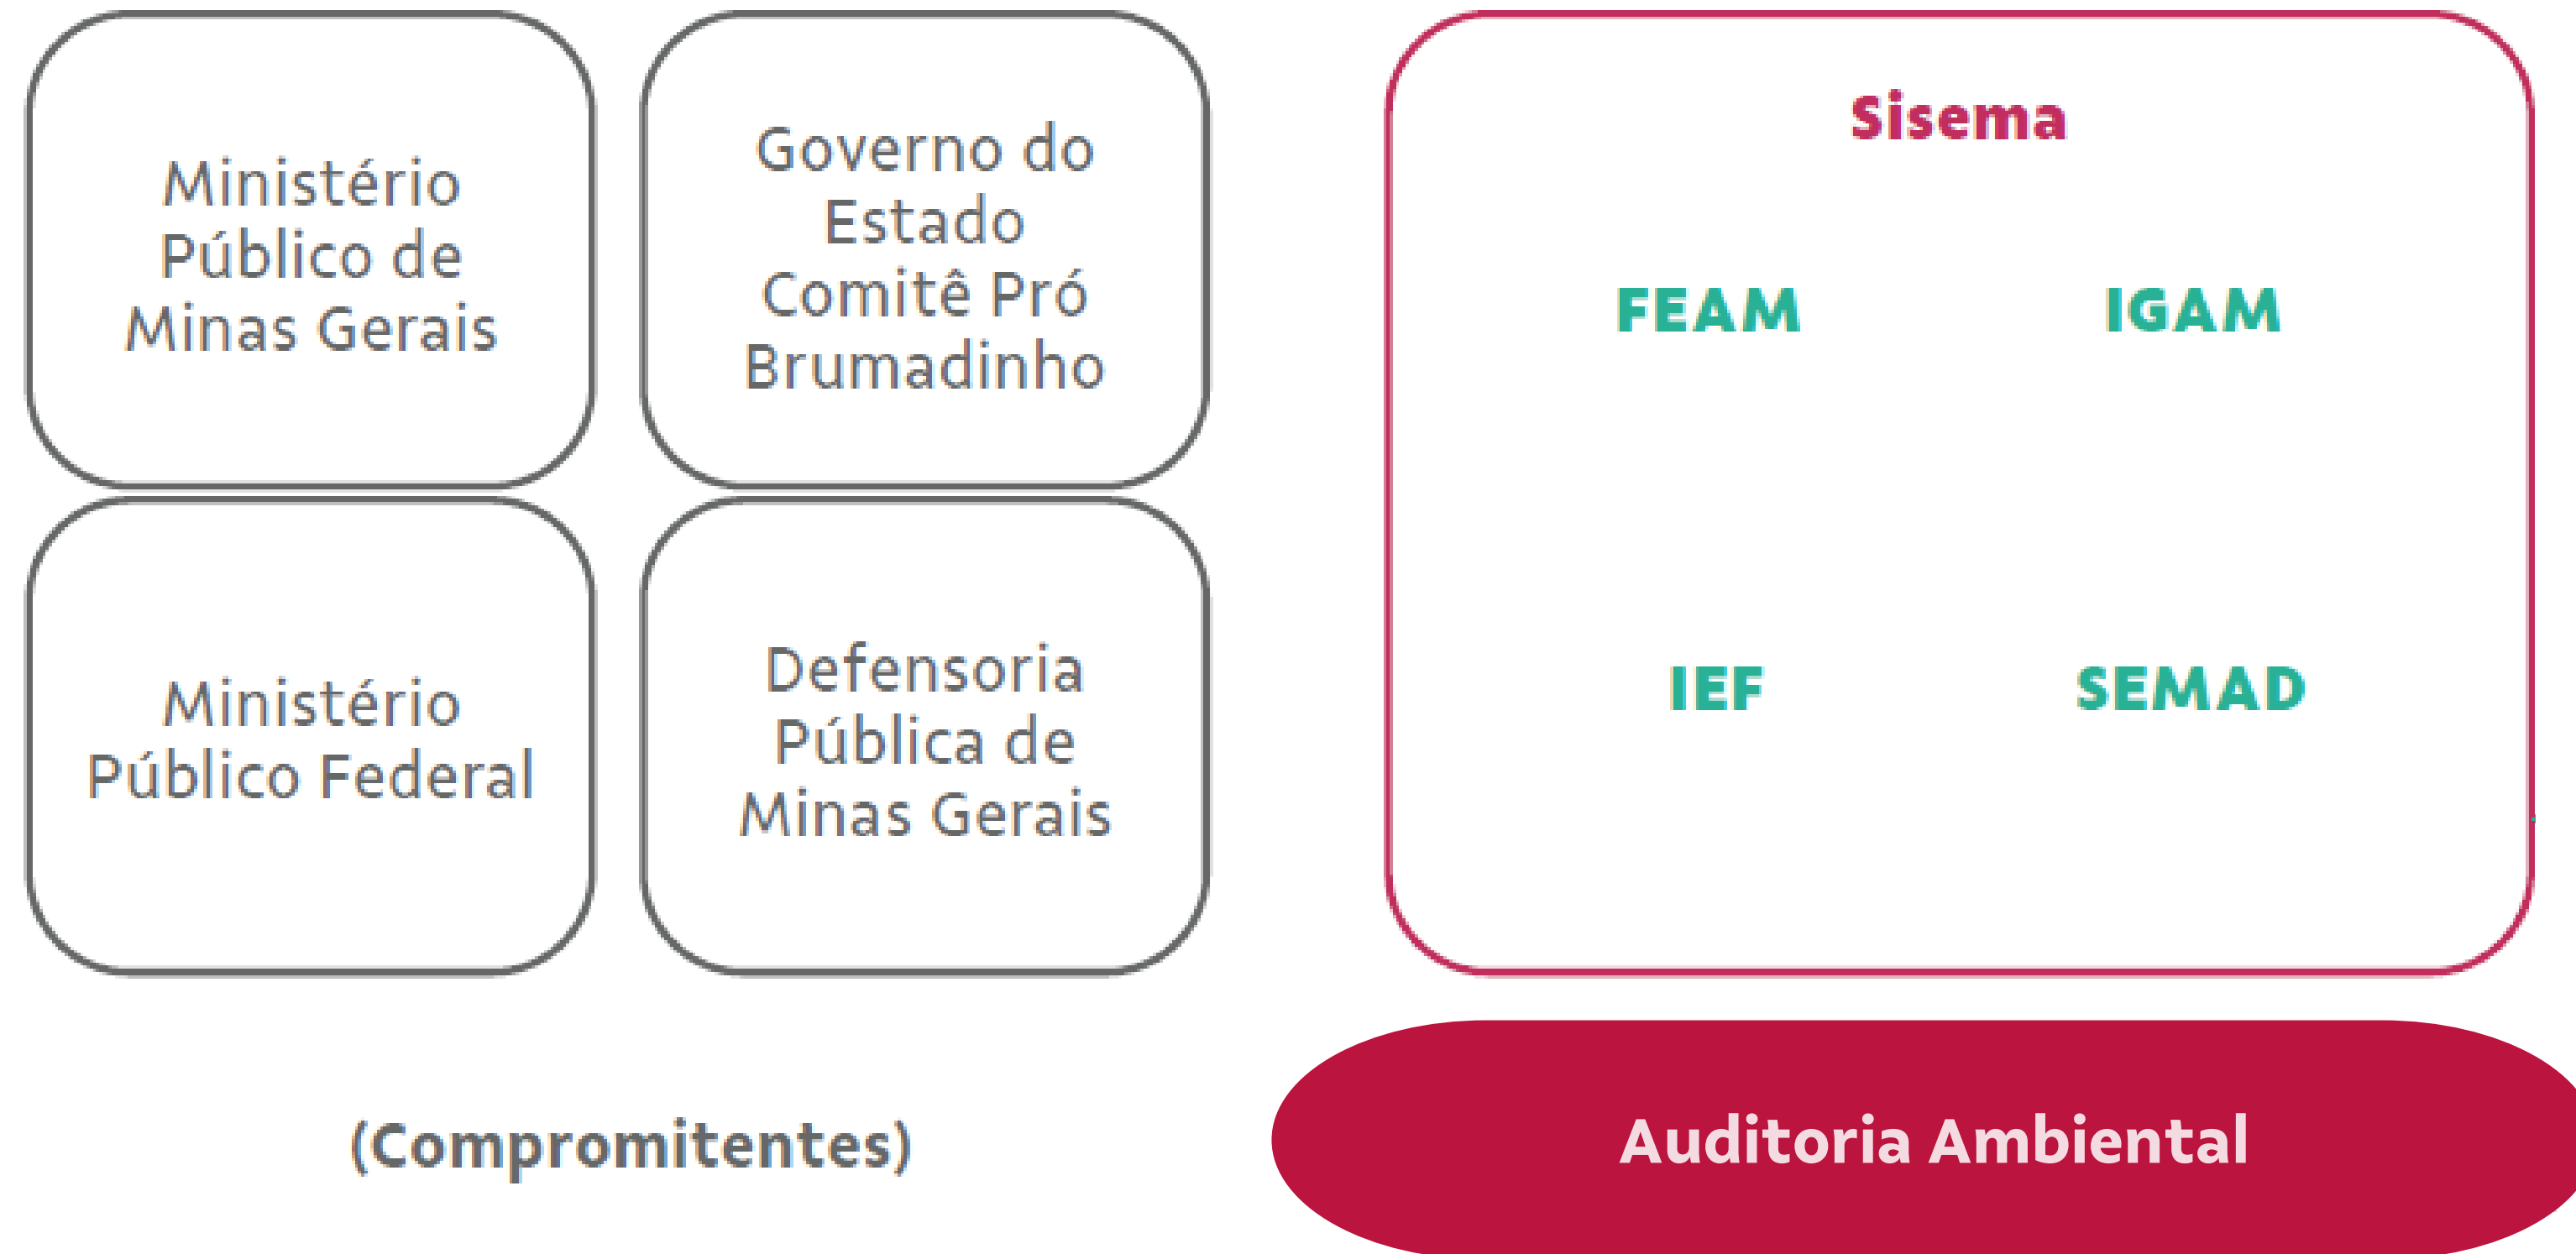 Ministério
Público de
Minas Gerais
Governo do
Estado
Comitê Pró
Brumadinho
Ministério
Público Federal
Defensoria
Pública de
Minas Gerais
(Compromitentes)
Sisema
FEAM
IGAM
IEF
SEMAD
Auditoria Ambiental